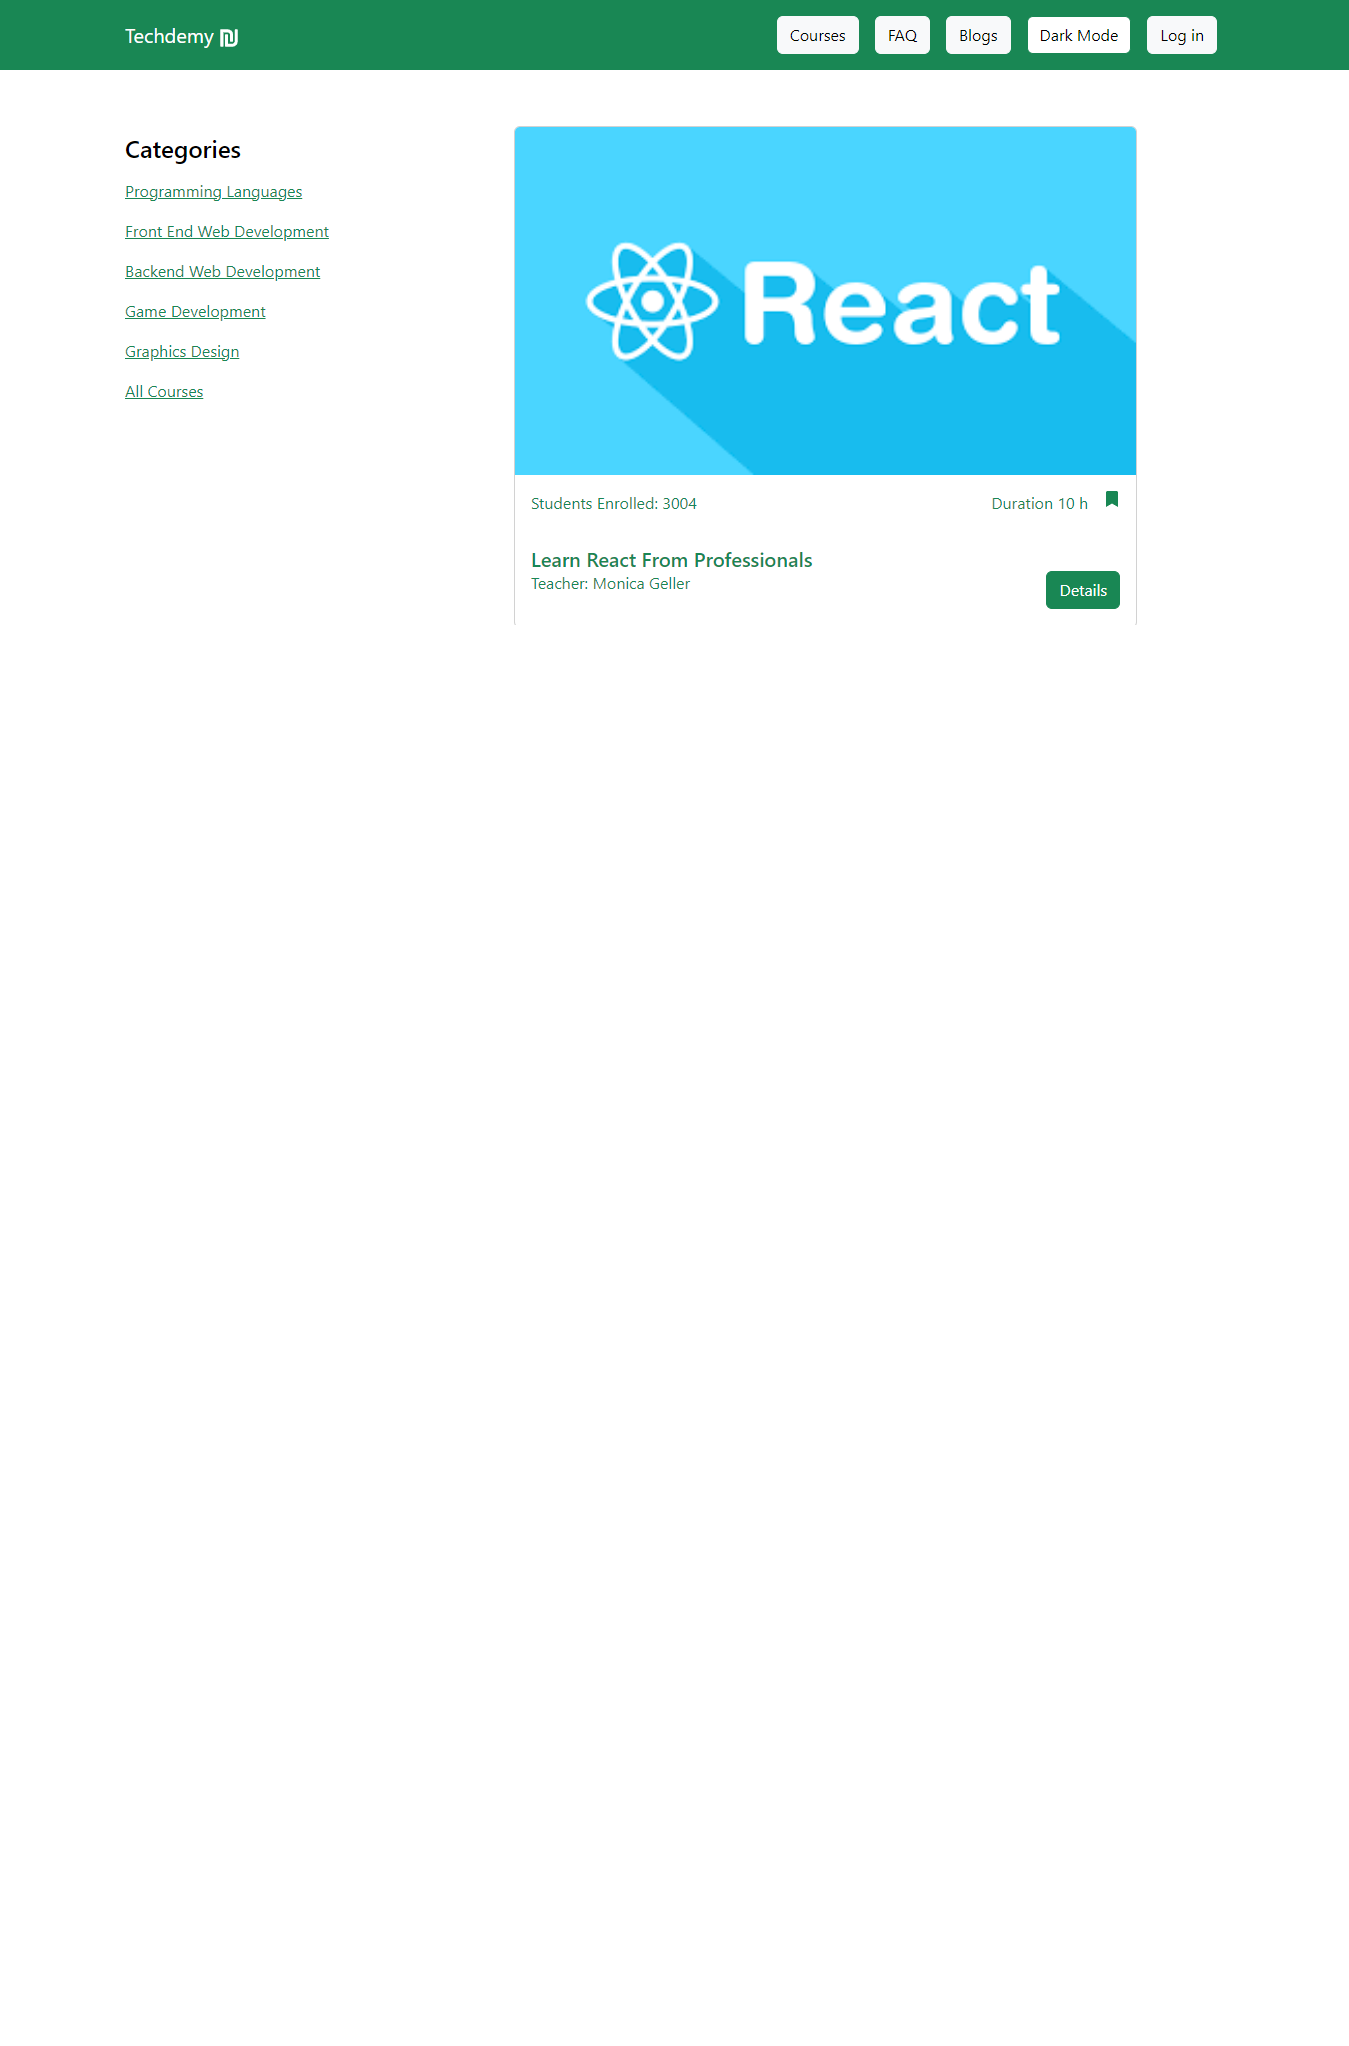 Techdemy ₪
Courses FAQ Blogs Dark Mode Log in
Categories
Programming Languages
Front End Web Development
Backend Web Development
Game Development
Graphics Design
All Courses
React
Students Enrolled: 3004 Duration 10 h
Learn React From Professionals
Teacher: Monica Geller
Details